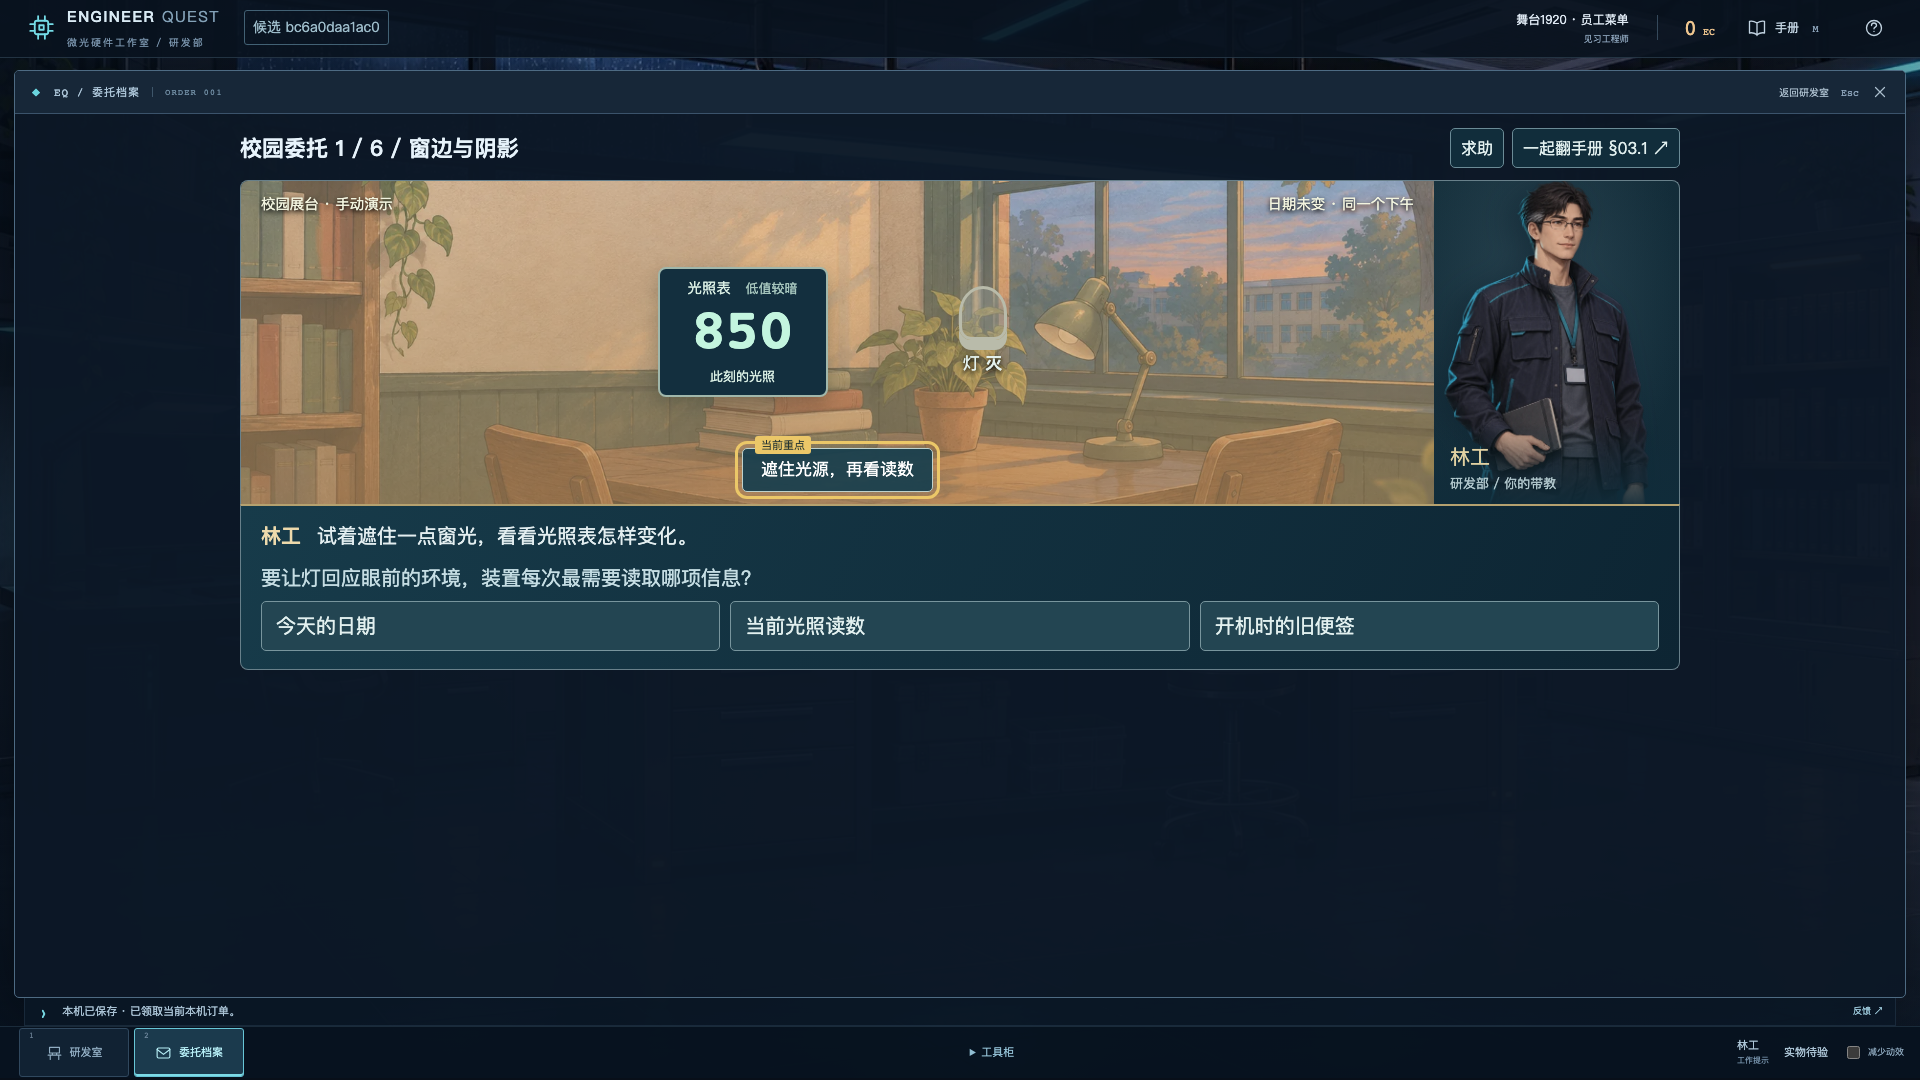 ENGINEER QUEST
微光硬件工作室 / 研发部
候选 bc6a0daa1ac0
舞台1920 · 员工菜单
见习工程师
0 EC
手册 M
EQ / 委托档案 ORDER 001
返回研发室 Esc
校园委托 1 / 6 / 窗边与阴影
求助
一起翻手册 §03.1 ↗
校园展台 · 手动演示
日期未变 · 同一个下午
光照表 低值较暗
850
此刻的光照
灯 灭
当前重点
遮住光源，再看读数
林工
研发部 / 你的带教
林工 试着遮住一点窗光，看看光照表怎样变化。
要让灯回应眼前的环境，装置每次最需要读取哪项信息?
今天的日期
当前光照读数
开机时的旧便签
本机已保存 · 已领取当前本机订单。
反馈 ↗
1 研发室
2 委托档案
工具柜
林工
工作提示
实物待验
减少动效